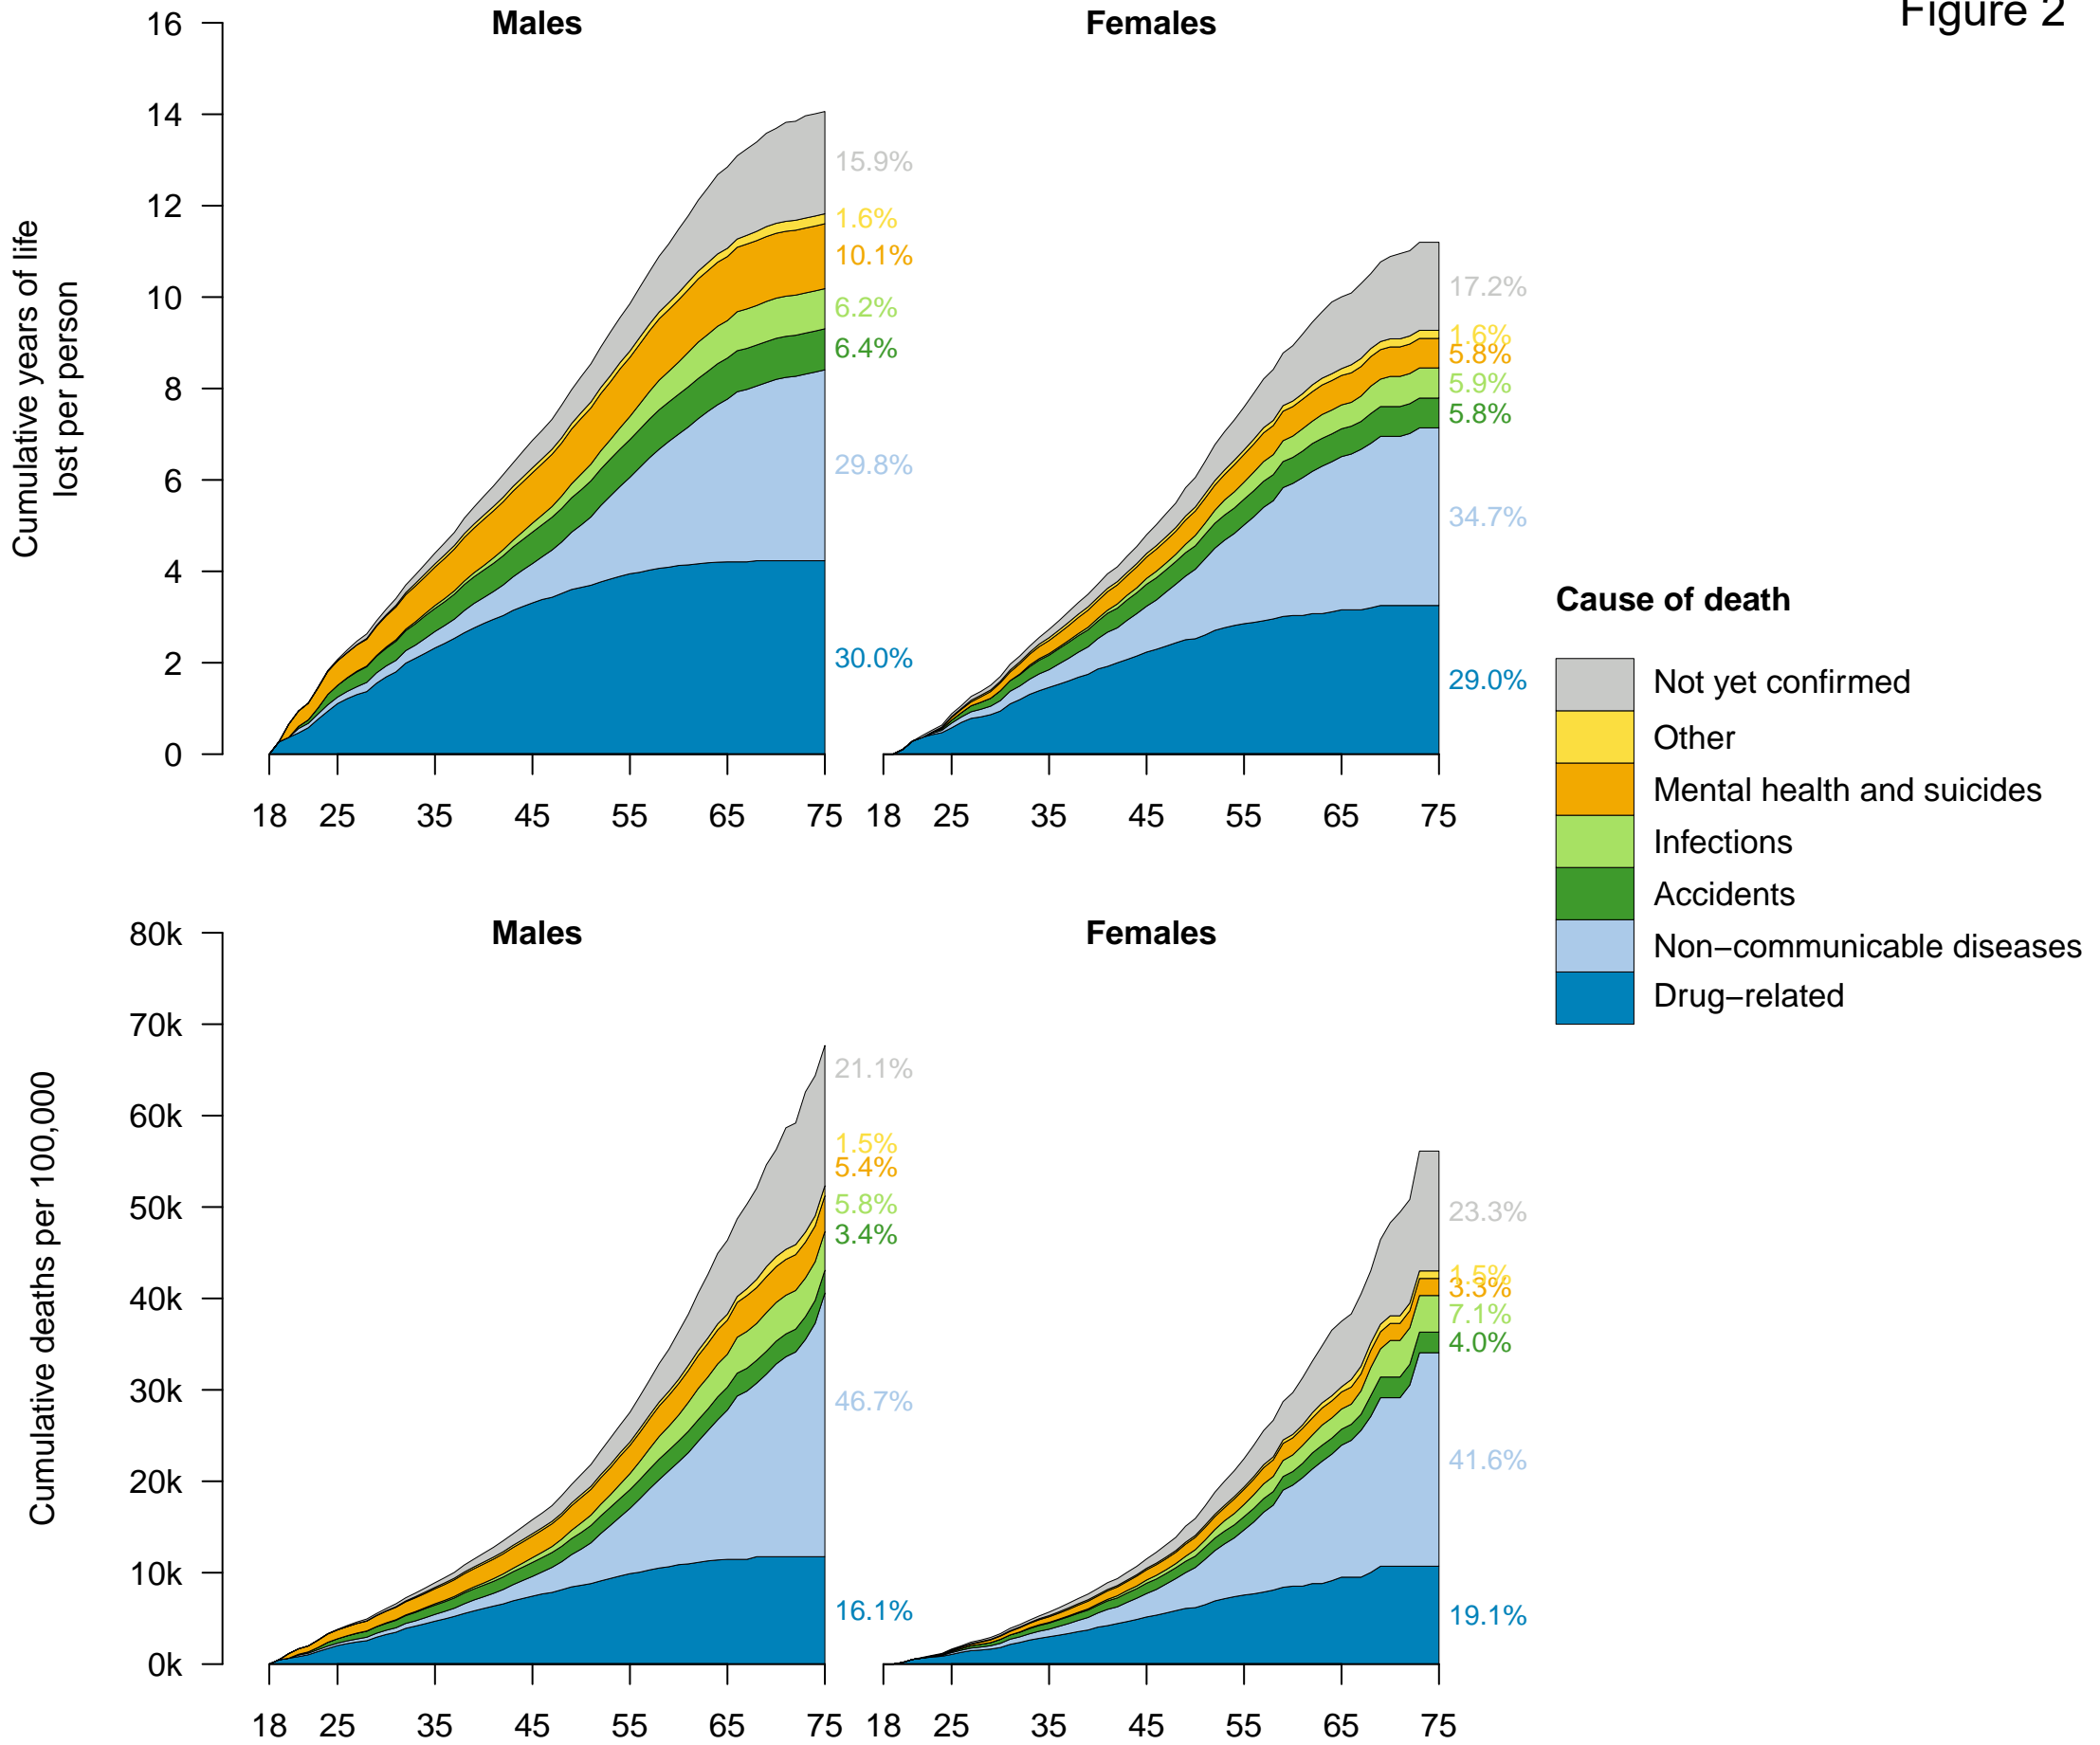 Figure 2
Males
Females
Cumulative years of life
lost per person
16
14
12
10
8
6
4
2
0
15.9%
1.6%
10.1%
6.2%
6.4%
29.8%
30.0%
17.2%
1.6%
5.8%
5.9%
5.8%
34.7%
29.0%
18 25 35 45 55 65 75
18 25 35 45 55 65 75
Cause of death
Not yet confirmed
Other
Mental health and suicides
Infections
Accidents
Non−communicable diseases
Drug−related
Males
Females
Cumulative deaths per 100,000
80k
70k
60k
50k
40k
30k
20k
10k
0k
21.1%
1.5%
5.4%
5.8%
3.4%
46.7%
16.1%
23.3%
1.5%
3.3%
7.1%
4.0%
41.6%
19.1%
18 25 35 45 55 65 75
18 25 35 45 55 65 75